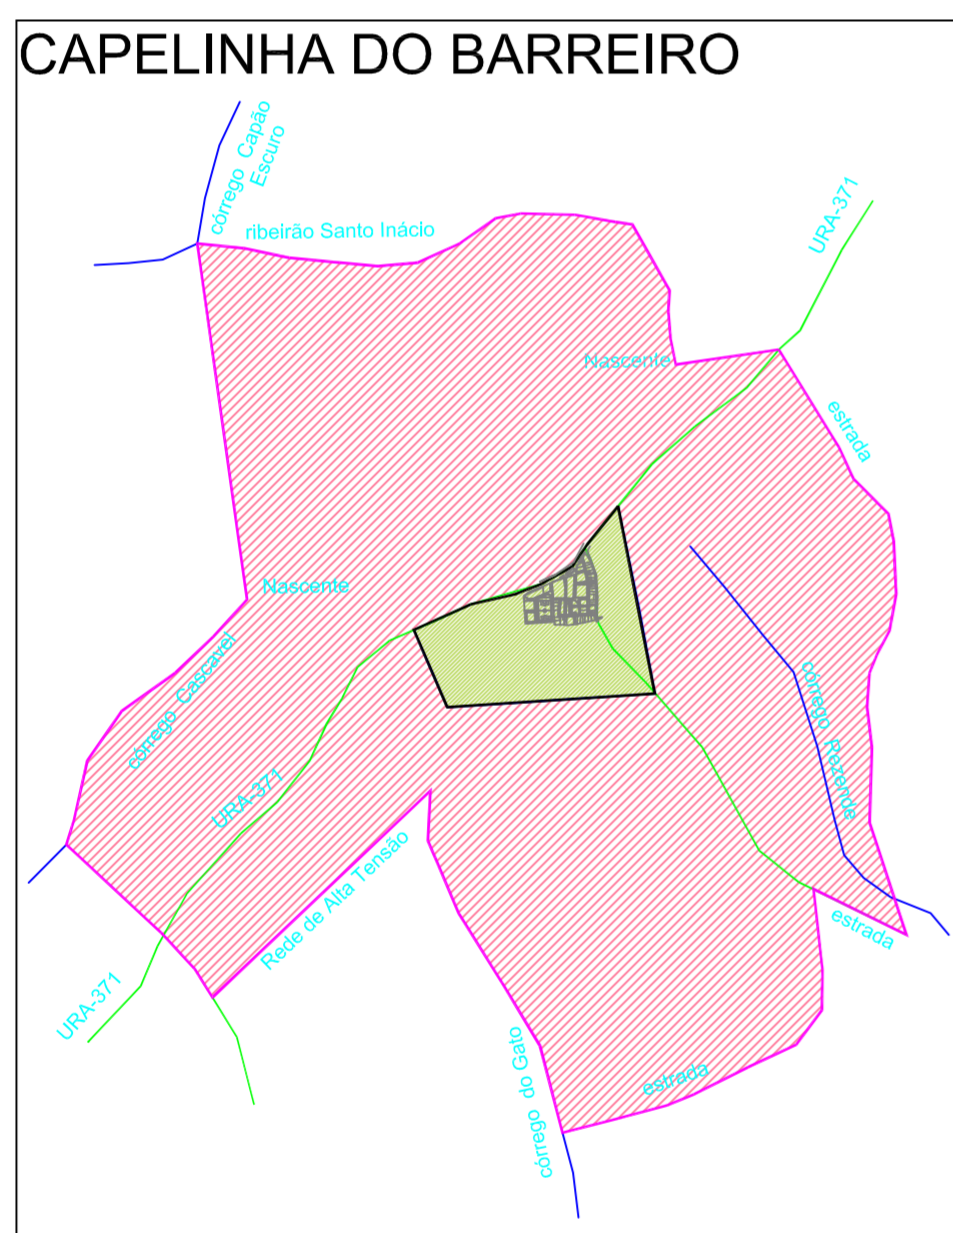 CAPELINHA DO BARREIRO
córrego Capão
Escuro
ribeirão Santo Inácio
URA-371
Nascente
estrada
Nascente
córrego Cascavel
córrego Rezende
URA-371
Rede de Alta Tensão
estrada
URA-371
córrego do Gato
estrada